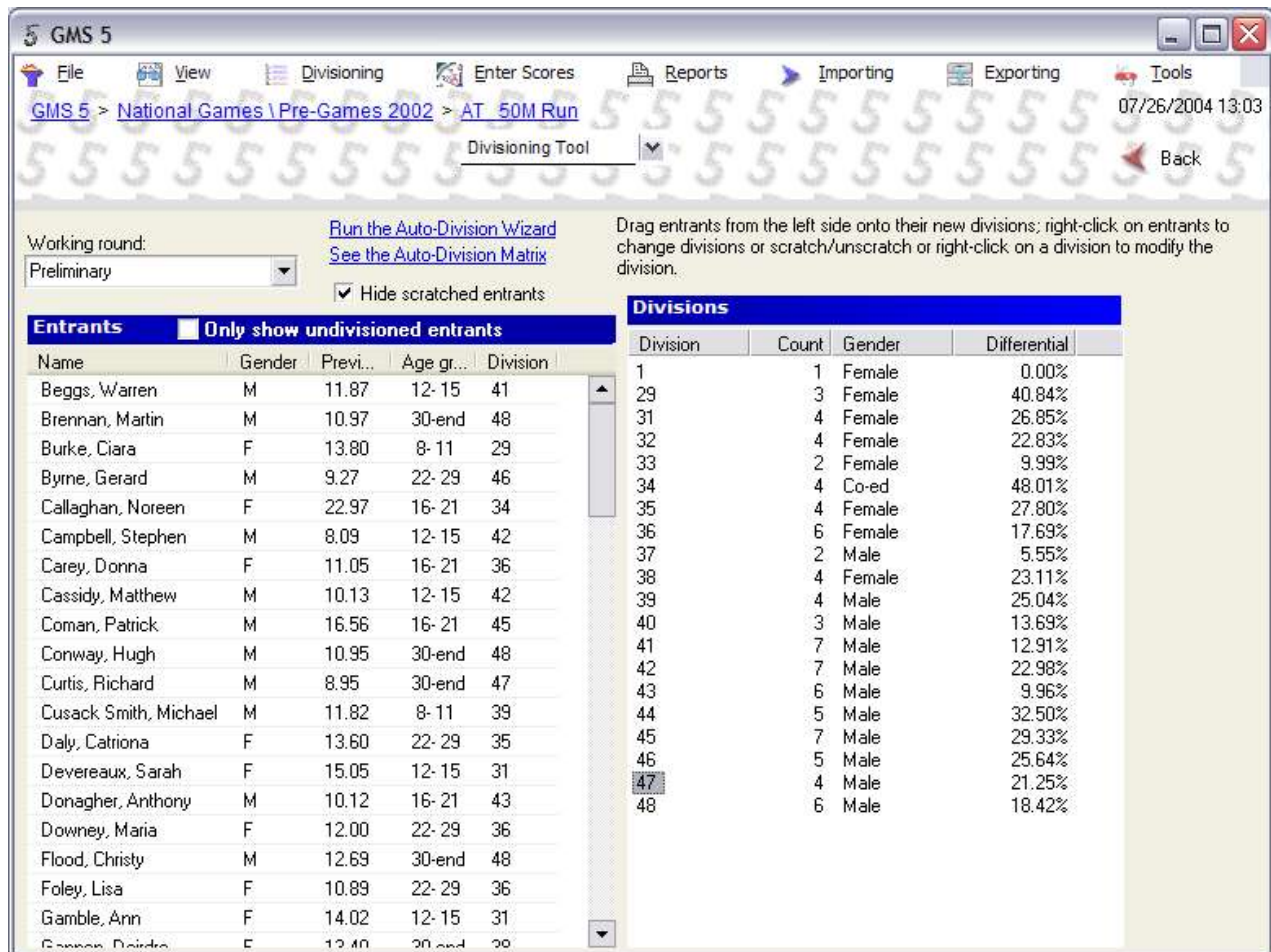 GMS 5
File View Divisioning Enter Scores Reports Importing Exporting Tools
GMS 5 > National Games \ Pre-Games 2002 > AT 50M Run
07/26/2004 13:03
Divisioning Tool
Back
Working round:
Preliminary
Run the Auto-Division Wizard
See the Auto-Division Matrix
Hide scratched entrants
Drag entrants from the left side onto their new divisions; right-click on entrants to
change divisions or scratch/unscratch or right-click on a division to modify the
division.
Entrants Only show undivisioned entrants
Name Gender Previ... Age gr... Division
Beggs, Warren M 11.87 12- 15 41
Brennan, Martin M 10.97 30-end 48
Burke, Ciara F 13.80 8- 11 29
Byrne, Gerard M 9.27 22- 29 46
Callaghan, Noreen F 22.97 16- 21 34
Campbell, Stephen M 8.09 12- 15 42
Carey, Donna F 11.05 16- 21 36
Cassidy, Matthew M 10.13 12- 15 42
Coman, Patrick M 16.56 16- 21 45
Conway, Hugh M 10.95 30-end 48
Curtis, Richard M 8.95 30-end 47
Cusack Smith, Michael M 11.82 8- 11 39
Daly, Catriona F 13.60 22- 29 35
Devereaux, Sarah F 15.05 12- 15 31
Donagher, Anthony M 10.12 16- 21 43
Downey, Maria F 12.00 22- 29 36
Flood, Christy M 12.69 30-end 48
Foley, Lisa F 10.89 22- 29 36
Gamble, Ann F 14.02 12- 15 31
Divisions
Division Count Gender Differential
1 1 Female 0.00%
29 3 Female 40.84%
31 4 Female 26.85%
32 4 Female 22.83%
33 2 Female 9.99%
34 4 Co-ed 48.01%
35 4 Female 27.80%
36 6 Female 17.69%
37 2 Male 5.55%
38 4 Female 23.11%
39 4 Male 25.04%
40 3 Male 13.69%
41 7 Male 12.91%
42 7 Male 22.98%
43 6 Male 9.96%
44 5 Male 32.50%
45 7 Male 29.33%
46 5 Male 25.64%
47 4 Male 21.25%
48 6 Male 18.42%